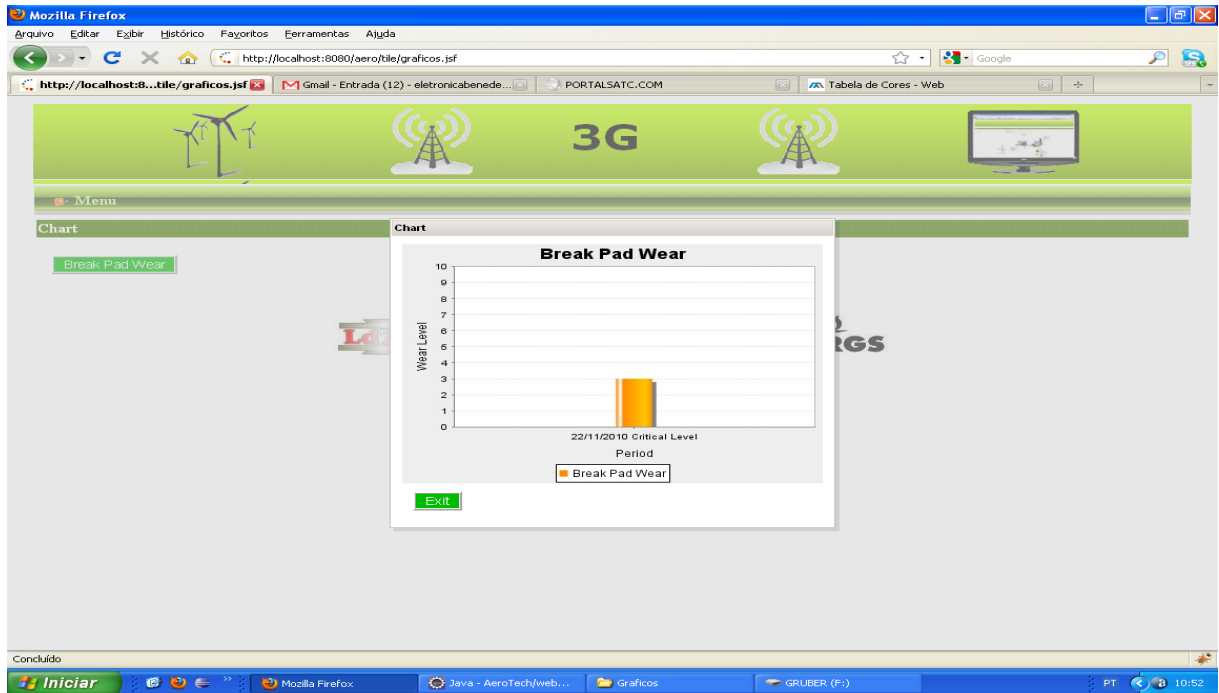 Mozilla Firefox
Arquivo Editar Exibir Histórico Favoritos Ferramentas Ajuda
http://localhost:8080/aero/tile/graficos.jsf
Google
http://localhost:8...tile/graficos.jsf
Gmail - Entrada (12) - eletronicabenede...
PORTALSATC.COM
Tabela de Cores - Web
3G
Menu
Chart
Break Pad Wear
Chart
Break Pad Wear
10
9
8
7
6
5
4
3
2
1
0
Wear Level
22/11/2010 Critical Level
Period
Break Pad Wear
Exit
RGS
Concluído
Iniciar
Mozilla Firefox
Java - AeroTech/web...
Graficos
GRUBER (F:)
PT
10:52